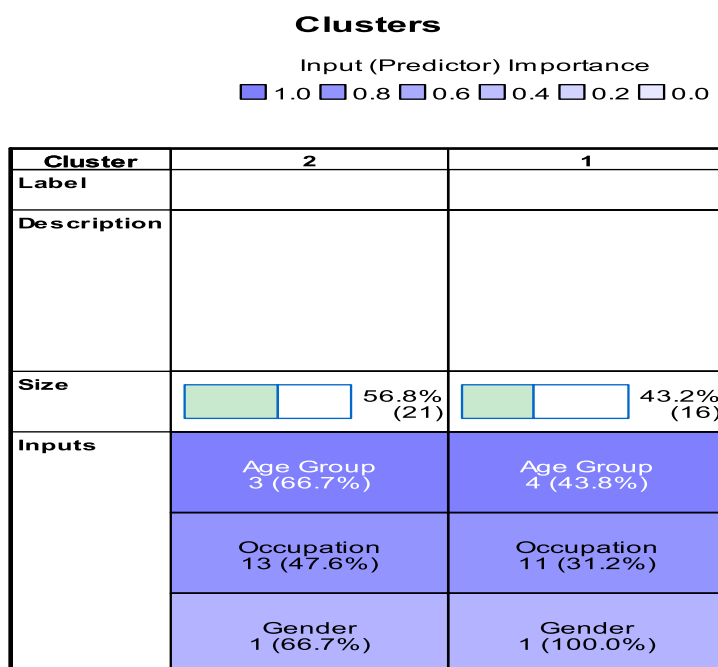 Clusters
Input (Predictor) Importance
1.0 0.8 0.6 0.4 0.2 0.0
Cluster 2 1
Label
Description
Size
56.8% 43.2%
(21) (16)
Inputs
Age Group Age Group
3 (66.7%) 4 (43.8%)
Occupation Occupation
13 (47.6%) 11 (31.2%)
Gender Gender
1 (66.7%) 1 (100.0%)